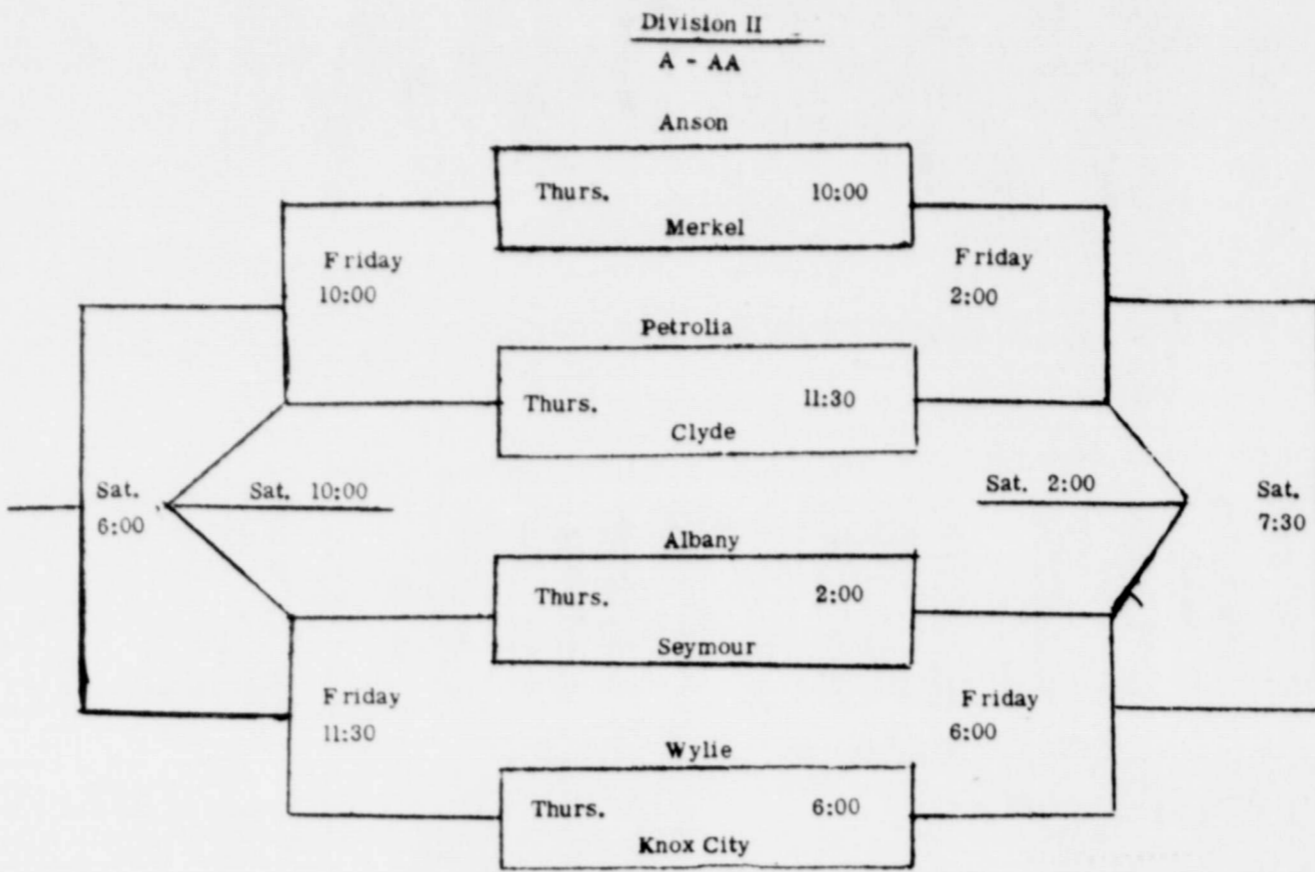 Division II
A - AA
Anson
Thurs. 10:00
Merkel
Friday
10:00
Friday
2:00
Petrolia
Thurs. 11:30
Clyde
Sat.
6:00
Sat. 10:00
Sat. 2:00
Sat.
7:30
Albany
Thurs. 2:00
Seymour
Friday
11:30
Friday
6:00
Wylie
Thurs. 6:00
Knox City